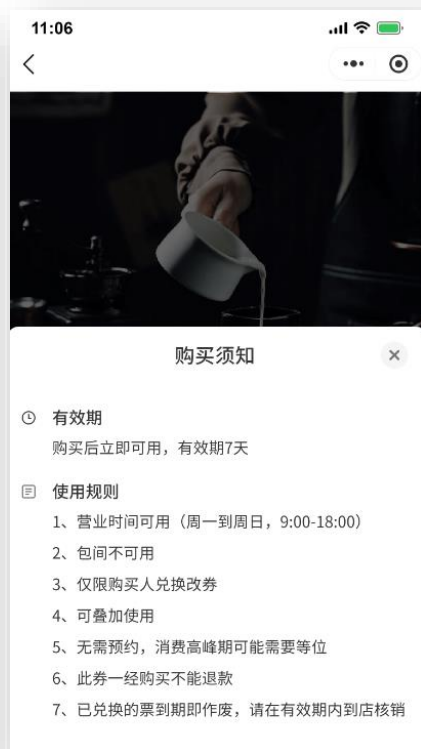 11:06
购买须知
有效期
购买后立即可用，有效期7天
使用规则
1、营业时间可用（周一到周日，9:00-18:00）
2、包间不可用
3、仅限购买人兑换改券
4、可叠加使用
5、无需预约，消费高峰期可能需要等位
6、此券一经购买不能退款
7、已兑换的票到期即作废，请在有效期内到店核销